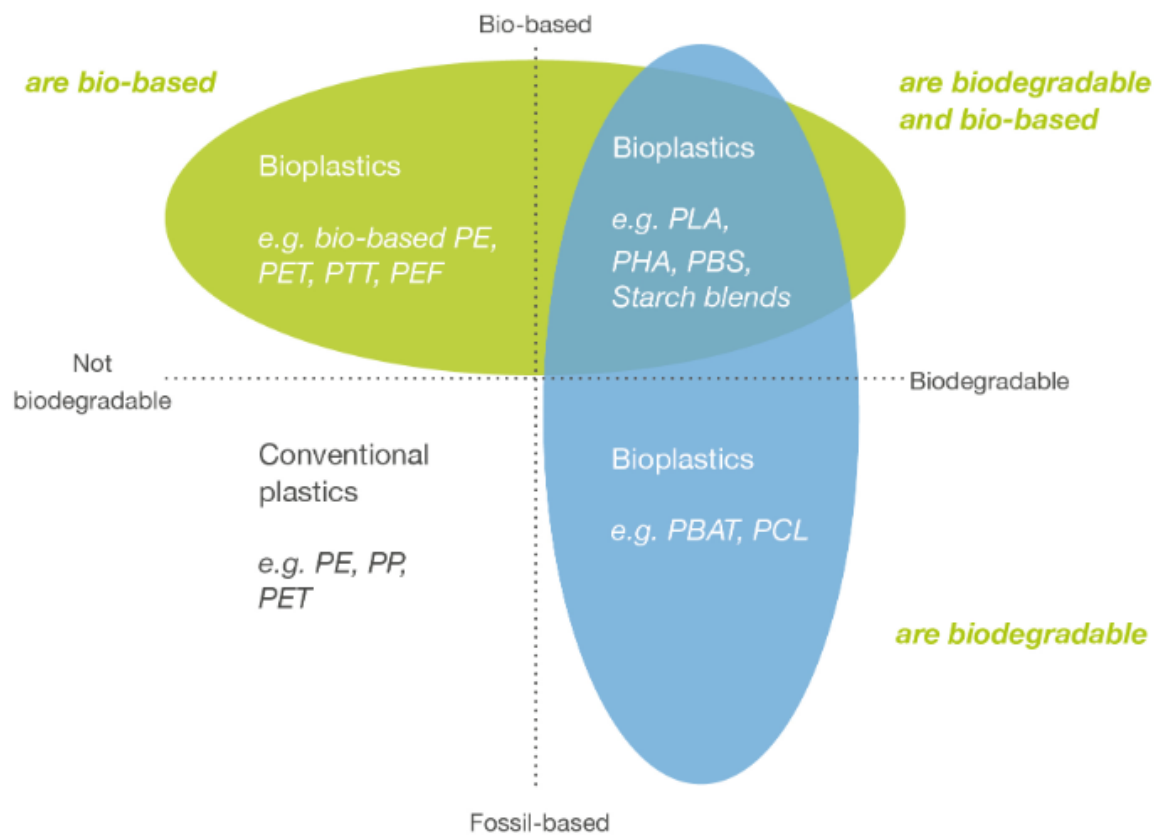 Bio-based
are bio-based
are biodegradable
and bio-based
Bioplastics
e.g. bio-based PE,
PET, PTT, PEF
Bioplastics
e.g. PLA,
PHA, PBS,
Starch blends
Not
biodegradable
Biodegradable
Conventional
plastics
e.g. PE, PP,
PET
Bioplastics
e.g. PBAT, PCL
are biodegradable
Fossil-based